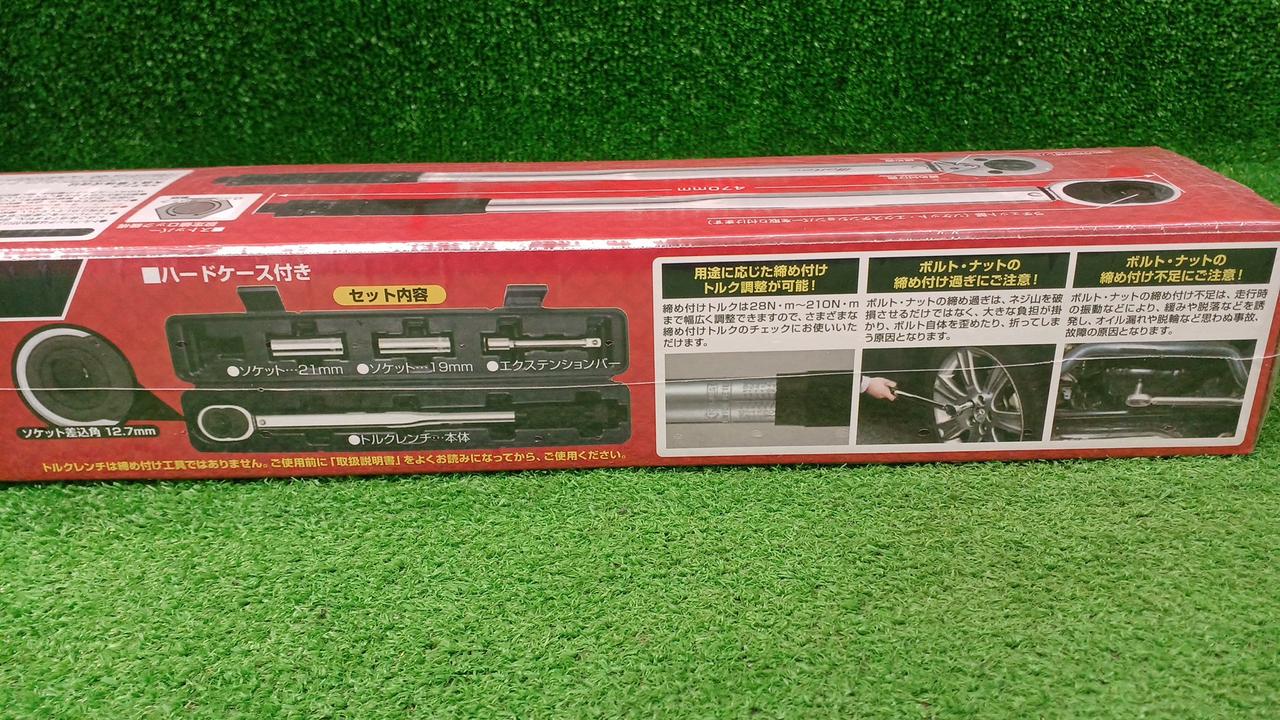 470mm
■ハードケース付き
セット内容
●ソケット…21mm
●ソケット…19mm
●エクステンションバー
●トルクレンチ…本体
ソケット差込角 12.7mm
トルクレンチは締め付け工具ではありません。ご使用前に「取扱説明書」をよくお読みになってから、ご使用ください。
用途に応じた締め付け
トルク調整が可能！
締め付けトルクは28N・m〜210N・m
まで幅広く調整できますので、さまざまな
締め付けトルクのチェックにお使いいた
だけます。
ボルト・ナットの
締め付け過ぎにご注意！
ボルト・ナットの締め過ぎは、ネジ山を破
損させるだけではなく、大きな負担が掛
かり、ボルト自体を歪めたり、折ってしま
う原因となります。
ボルト・ナットの
締め付け不足にご注意！
ボルト・ナットの締め付け不足は、走行時
の振動などにより、緩みや脱落などを誘
発し、オイル漏れや脱輪など思わぬ事故、
故障の原因となります。